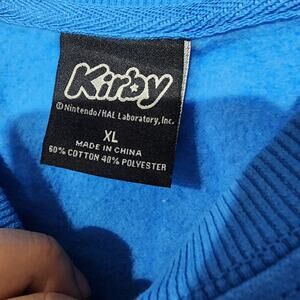 Kirby
© Nintendo/HAL Laboratory, Inc.
XL
MADE IN CHINA
60% COTTON 40% POLYESTER